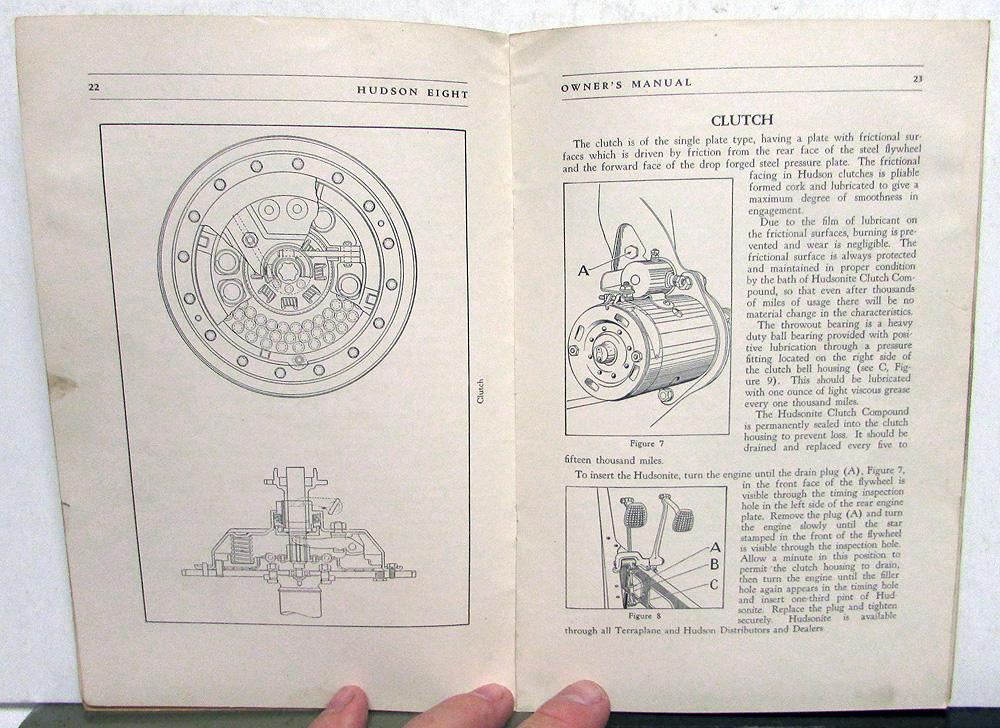 22
HUDSON EIGHT
Clutch
OWNER'S MANUAL
23
CLUTCH
The clutch is of the single plate type, having a plate with frictional sur-
faces which is driven by friction from the rear face of the steel flywheel
and the forward face of the drop forged steel pressure plate. The frictional
facing in Hudson clutches is pliable
formed cork and lubricated to give a
maximum degree of smoothness in
engagement.
Due to the film of lubricant on
the frictional surfaces, burning is pre-
vented and wear is negligible. The
frictional surface is always protected
and maintained in proper condition
by the bath of Hudsonite Clutch Com-
pound, so that even after thousands
of miles of usage there will be no
material change in the characteristics.
The throwout bearing is a heavy
duty ball bearing provided with posi-
tive lubrication through a pressure
fitting located on the right side of
the clutch bell housing (see C, Fig-
ure 9). This should be lubricated
with one ounce of light viscous grease
every one thousand miles.
The Hudsonite Clutch Compound
is permanently sealed into the clutch
housing to prevent loss. It should be
drained and replaced every five to
A
Figure 7
fifteen thousand miles.
To insert the Hudsonite, turn the engine until the drain plug (A), Figure 7,
in the front face of the flywheel is
visible through the timing inspection
hole in the left side of the rear engine
plate. Remove the plug (A) and turn
the engine slowly until the star
stamped in the front of the flywheel
is visible through the inspection hole.
Allow a minute in this position to
permit the clutch housing to drain,
then turn the engine until the filler
hole again appears in the timing hole
and insert one-third pint of Hud-
sonite. Replace the plug and tighten
securely. Hudsonite is available
A
B
C
Figure 8
through all Terraplane and Hudson Distributors and Dealers